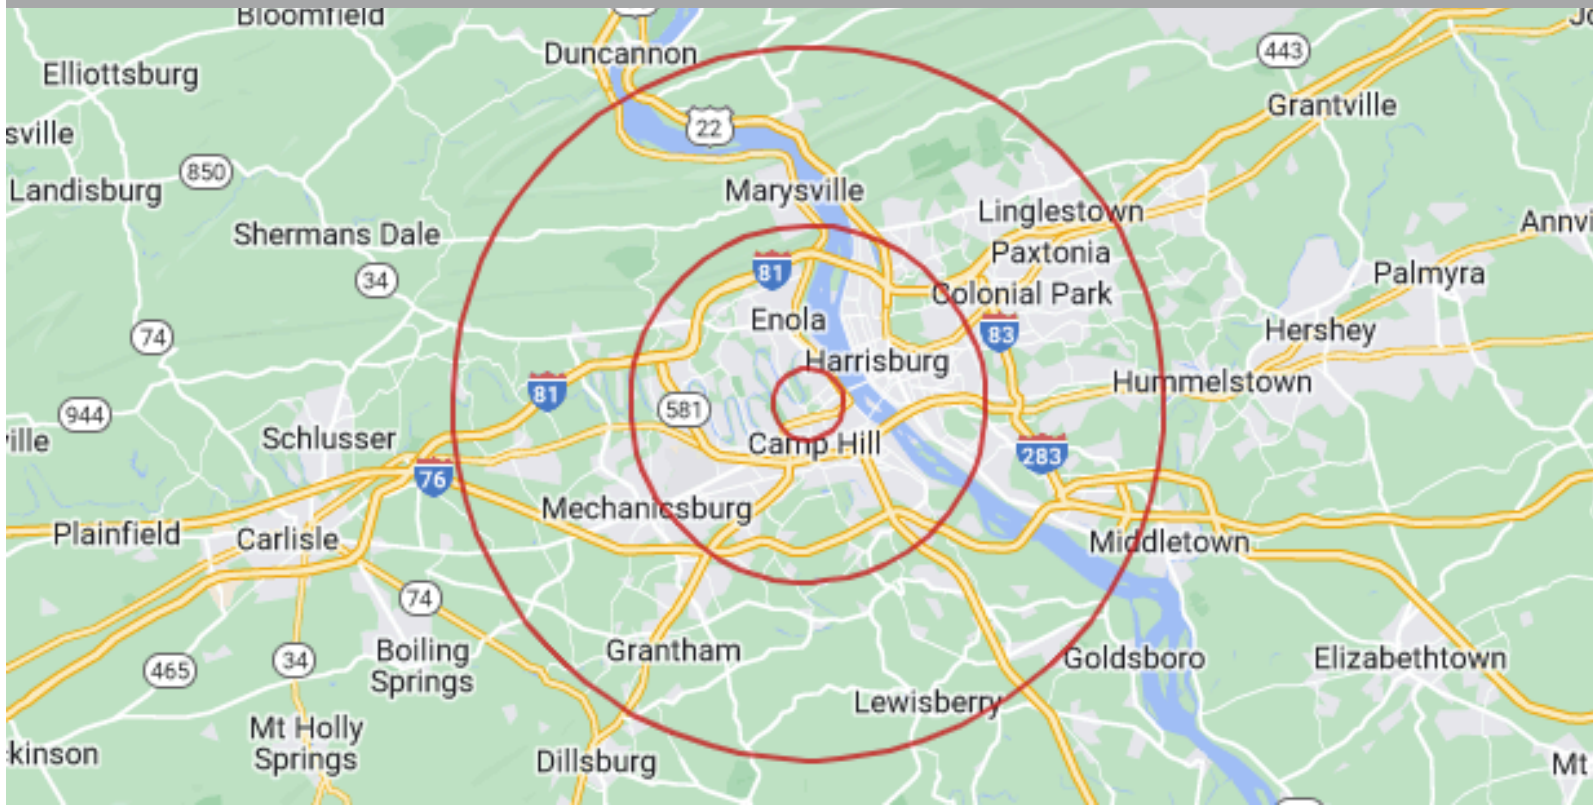 Bloomfield
Duncannon
443
Elliottsburg
Grantville
22
sville
850
Landisburg
Marysville
Linglestown
Annvi
Shermans Dale
Paxtonia
81
34
Palmyra
Colonial Park
Enola
83
Hershey
74
Harrisburg
Hummelstown
81
944
581
ville
Schlusser
Camp Hill
283
76
Mechanicsburg
Plainfield
Carlisle
Middletown
74
465
34
Boiling
Springs
Grantham
Goldsboro
Elizabethtown
Lewisberry
Mt Holly
Springs
ckinson
Dillsburg
Mt